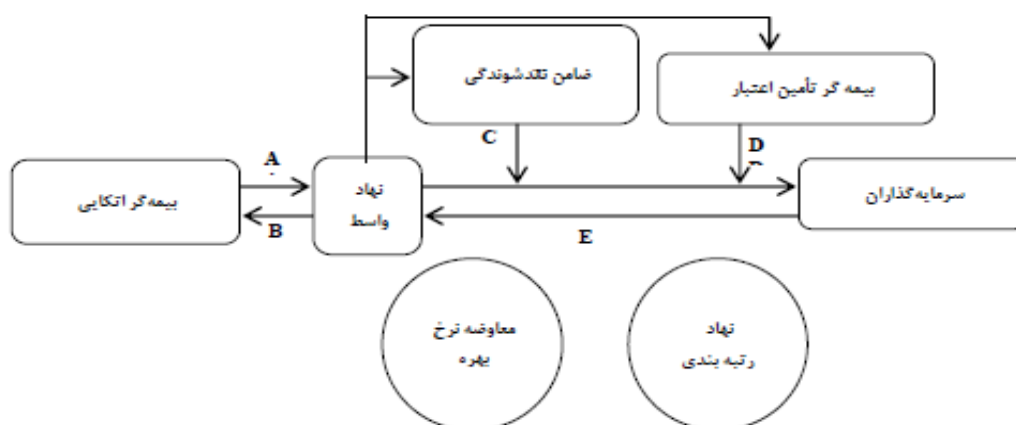 ضامن نقدشوندگی
بیمه گر تأمین اعتبار
C
D
A
نهاد
واسط
بیمه‌گر اتکایی
سرمایه‌گذاران
B
E
معاوضه نرخ
بهره
نهاد
رتبه بندی